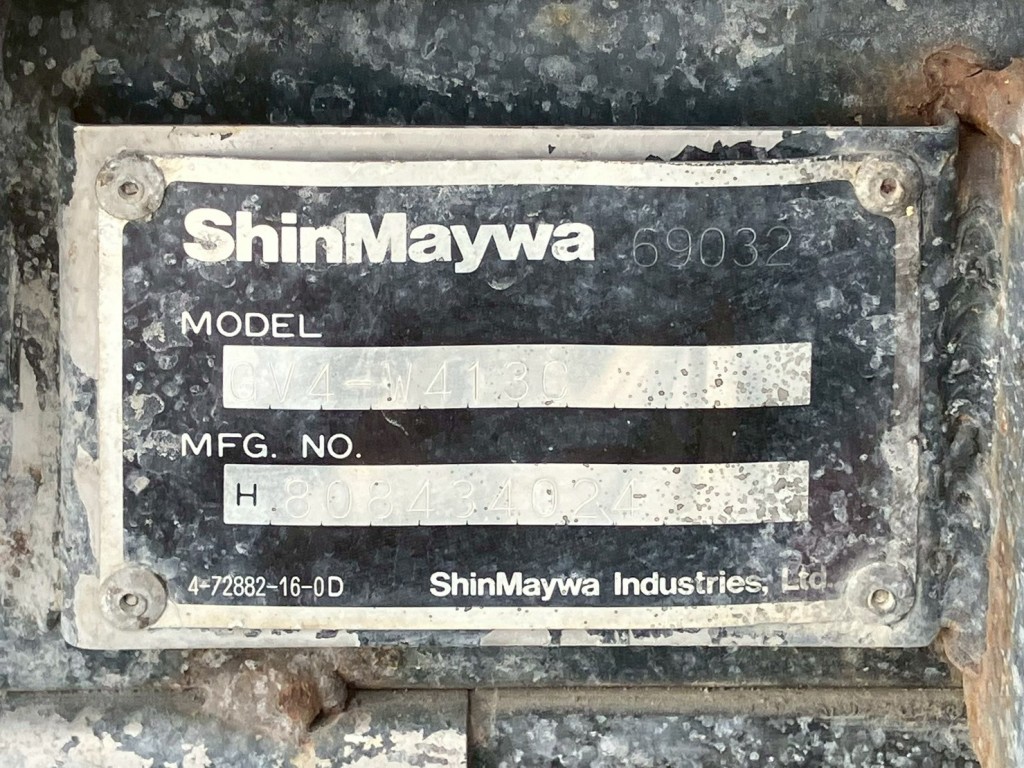 ShinMaywa 69032
MODEL
GV4-W413C
MFG. NO.
H 808434024
4-72882-16-0D ShinMaywa Industries, Ltd.